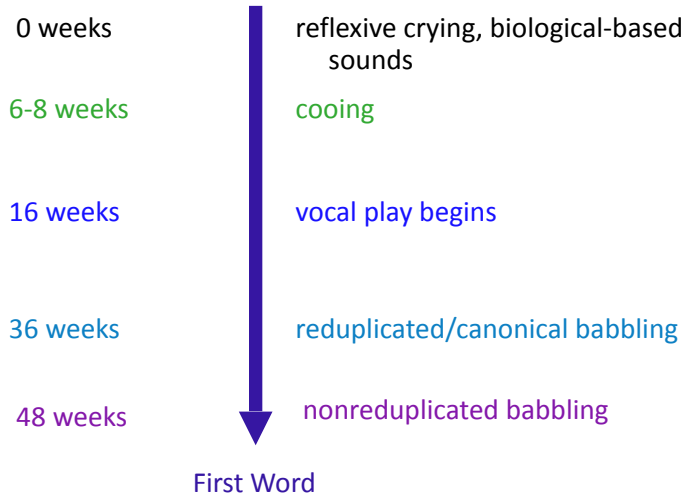 0 weeks reflexive crying, biological-based
sounds
6-8 weeks cooing
16 weeks vocal play begins
36 weeks reduplicated/canonical babbling
48 weeks nonreduplicated babbling
First Word